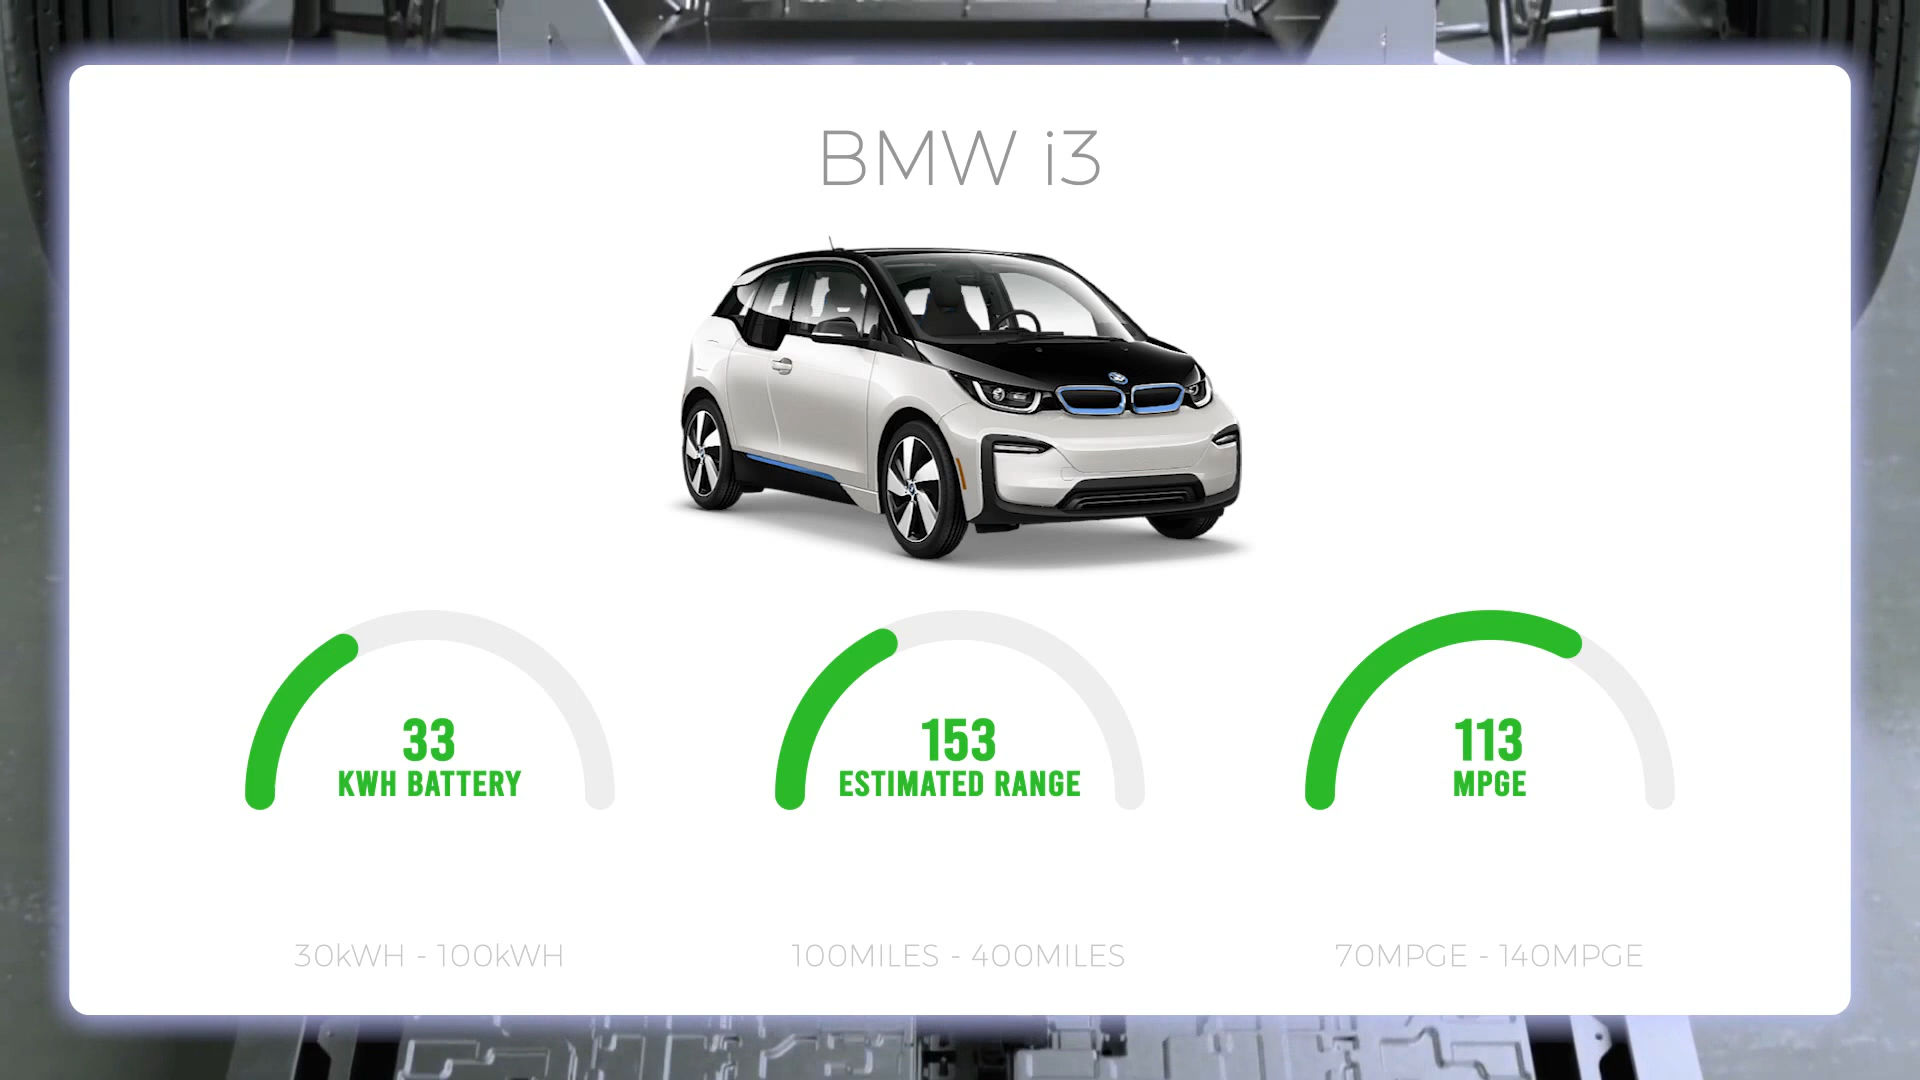 BMW i3
33
KWH BATTERY
153
ESTIMATED RANGE
113
MPGE
30kWH - 100kWH
100MILES - 400MILES
70MPGE - 140MPGE